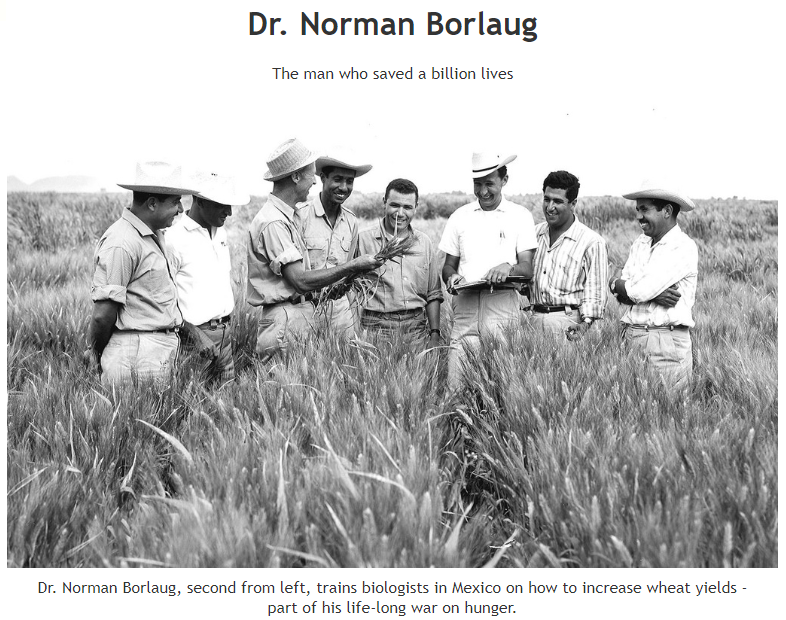 Dr. Norman Borlaug
The man who saved a billion lives
Dr. Norman Borlaug, second from left, trains biologists in Mexico on how to increase wheat yields -
part of his life-long war on hunger.